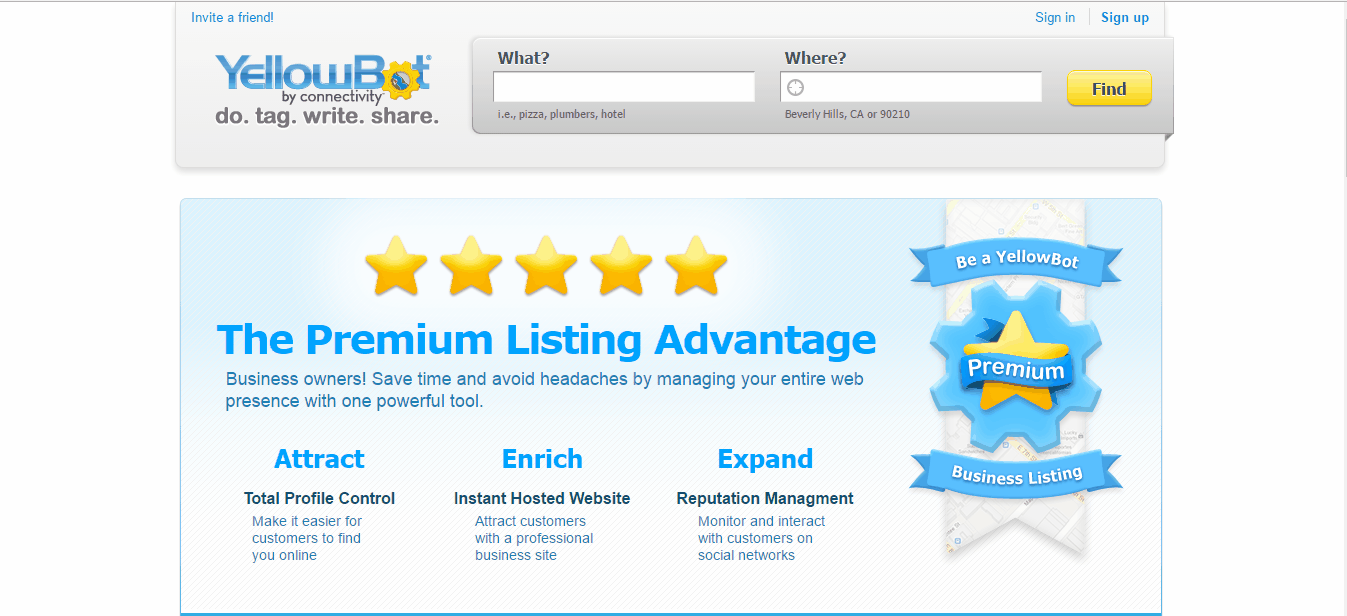 Invite a friend!
Sign in
Sign up
YellowBot®
by connectivity
do. tag. write. share.
What?
Where?
Find
i.e., pizza, plumbers, hotel
Beverly Hills, CA or 90210
Be a YellowBot
Premium
Business Listing
The Premium Listing Advantage
Business owners! Save time and avoid headaches by managing your entire web
presence with one powerful tool.
Attract
Enrich
Expand
Total Profile Control
Instant Hosted Website
Reputation Managment
Make it easier for
customers to find
you online
Attract customers
with a professional
business site
Monitor and interact
with customers on
social networks